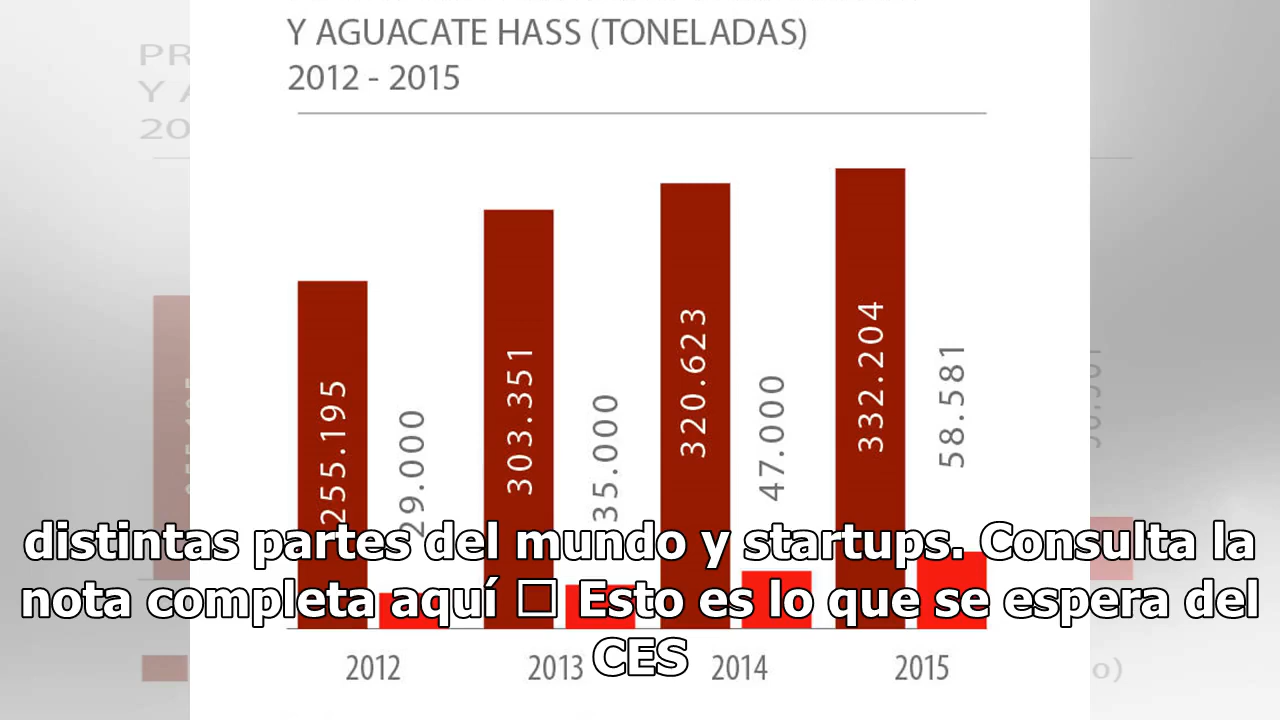 Y AGUACATE HASS (TONELADAS)
2012 - 2015
255.195
29.000
303.351
35.000
320.623
47.000
332.204
58.581
distintas partes del mundo y startups. Consulta la
nota completa aquí □ Esto es lo que se espera del
CES
2012
2013
2014
2015